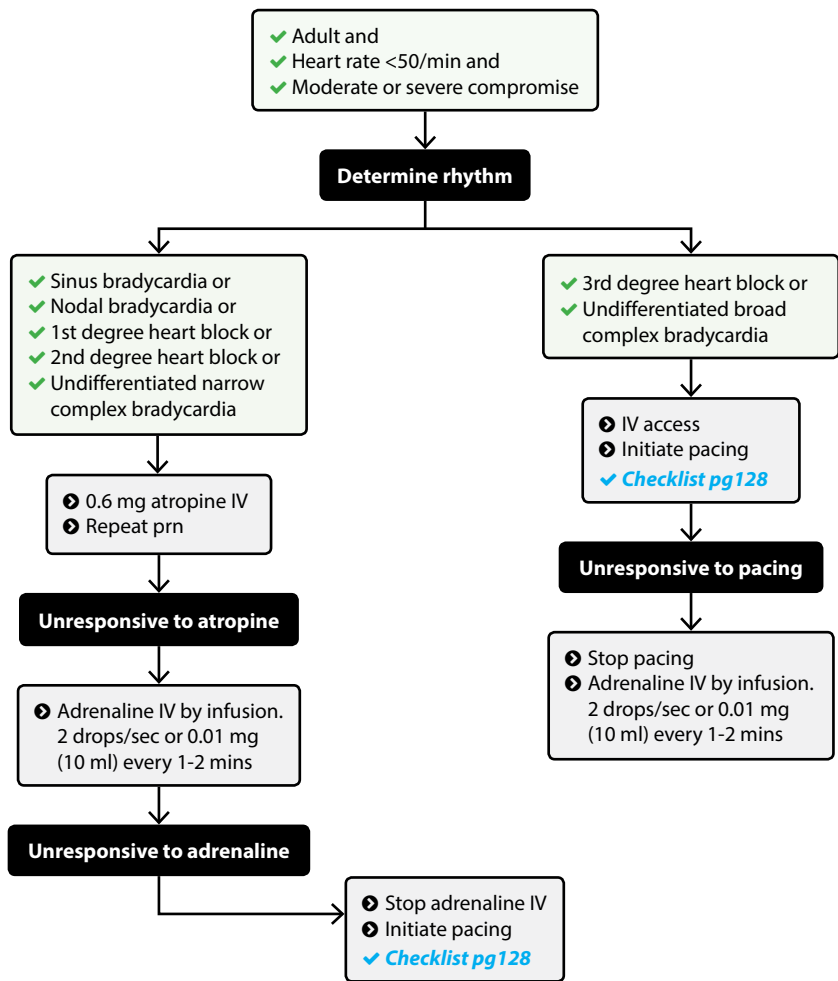 Adult and
Heart rate <50/min and
Moderate or severe compromise
Determine rhythm
Sinus bradycardia or
Nodal bradycardia or
1st degree heart block or
2nd degree heart block or
Undifferentiated narrow
complex bradycardia
0.6 mg atropine IV
Repeat prn
Unresponsive to atropine
Adrenaline IV by infusion.
2 drops/sec or 0.01 mg
(10 ml) every 1-2 mins
Unresponsive to adrenaline
Stop adrenaline IV
Initiate pacing
Checklist pg128
3rd degree heart block or
Undifferentiated broad
complex bradycardia
IV access
Initiate pacing
Checklist pg128
Unresponsive to pacing
Stop pacing
Adrenaline IV by infusion.
2 drops/sec or 0.01 mg
(10 ml) every 1-2 mins